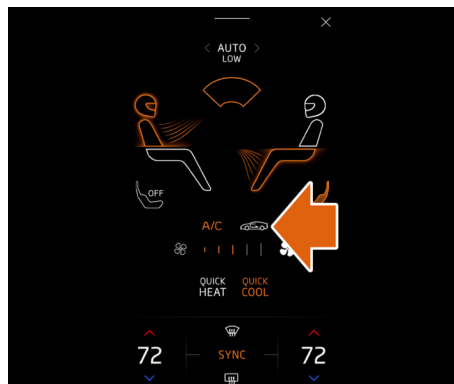 AUTO
LOW
OFF
A/C
QUICK HEAT
QUICK COOL
72
SYNC
72